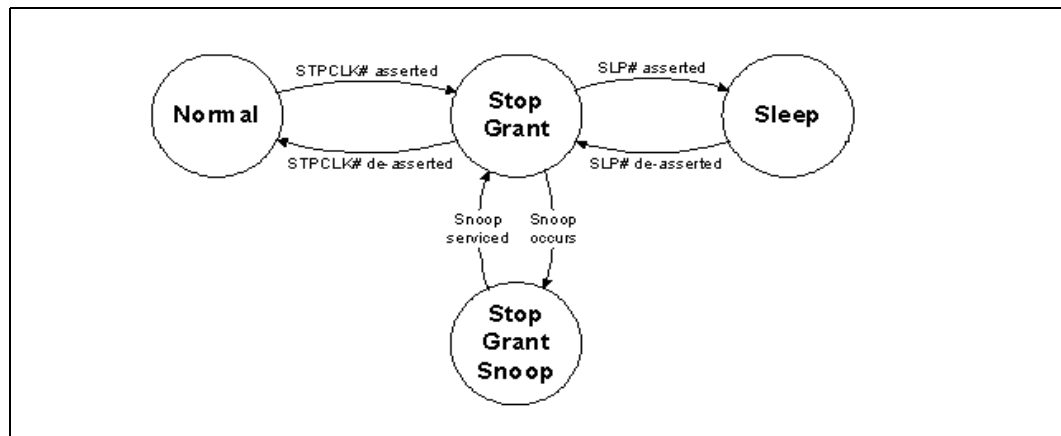 STPCLK# asserted
SLP# asserted
Normal
Stop
Grant
Sleep
STPCLK# de-asserted
SLP# de-asserted
Snoop
serviced
Snoop
occurs
Stop
Grant
Snoop